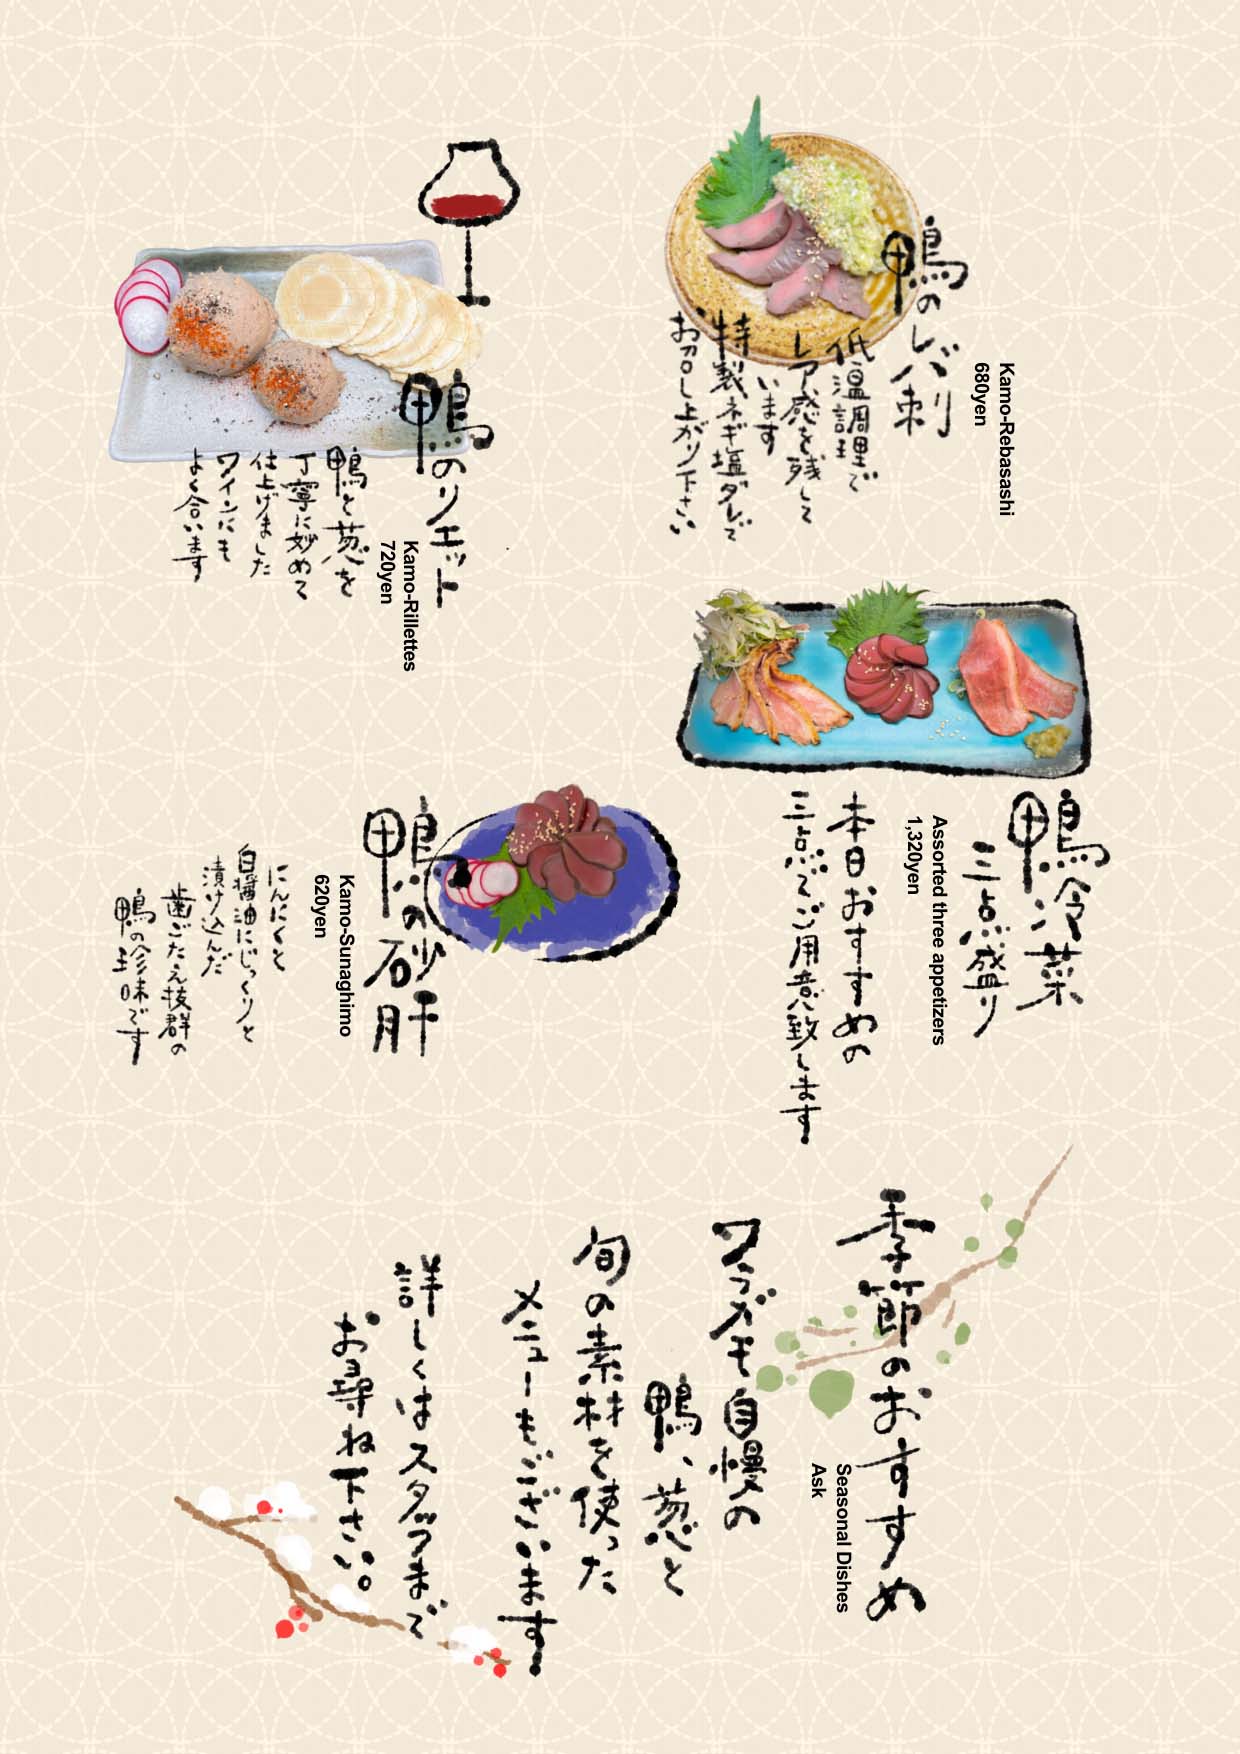 鴨のレバ刺
Kamo-Rebasashi
680yen
低温調理で
レア感を残して
います
特製ネギ塩ダレで
お召し上がり下さい
鴨のリエット
Kamo-Rillettes
720yen
鴨と葱を
丁寧に炒めて
仕上げました
ワインにも
よく合います
鴨冷菜
三点盛り
Assorted three appetizers
1,320yen
本日おすすめの
三点でご用意致します
鴨の砂肝
Kamo-Sunaghimo
620yen
にんにくと
白醤油にじっくりと
漬け込んだ
歯ごたえ抜群の
鴨の珍味です
季節のおすすめ
Seasonal Dishes
Ask
ワラガモ自慢の
鴨、葱と
旬の素材を使った
メニューもございます
詳しくはスタッフまで
お尋ね下さい。